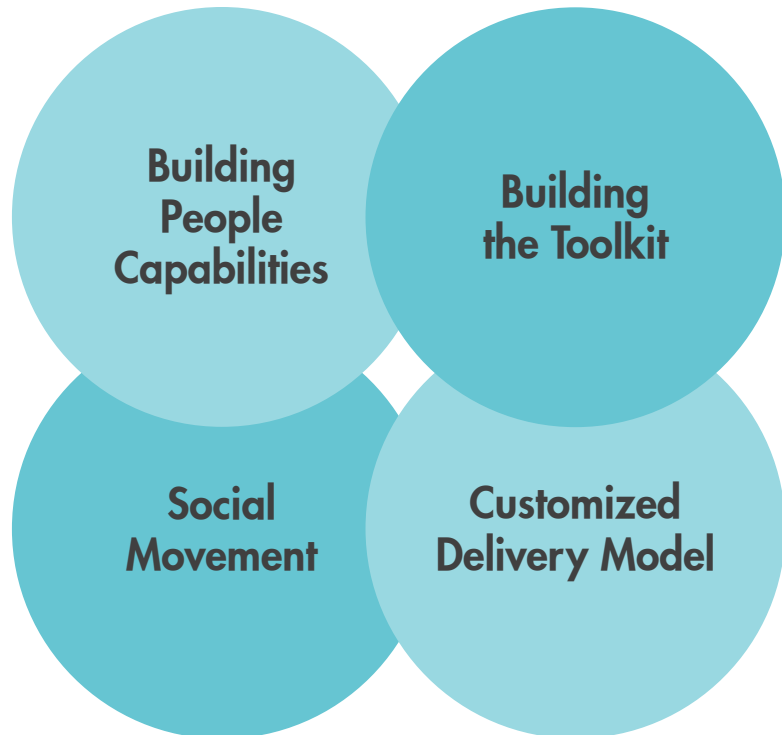 Building
People
Capabilities
Building
the Toolkit
Social
Movement
Customized
Delivery Model